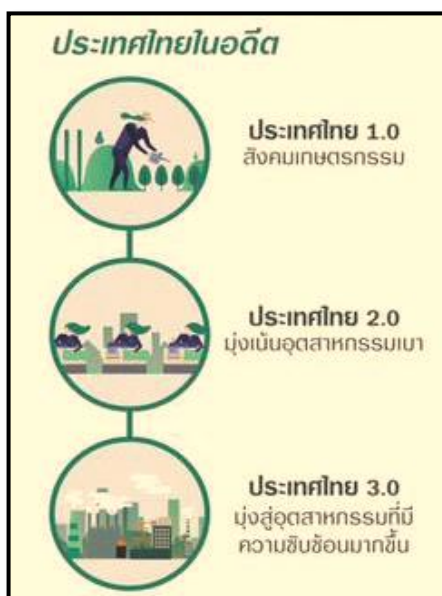 ประเทศไทยในอดีต
ประเทศไทย 1.0
สังคมเกษตรกรรม
ประเทศไทย 2.0
มุ่งเน้นอุตสาหกรรมเบา
ประเทศไทย 3.0
มุ่งสู่อุตสาหกรรมที่มี
ความซับซ้อนมากขึ้น